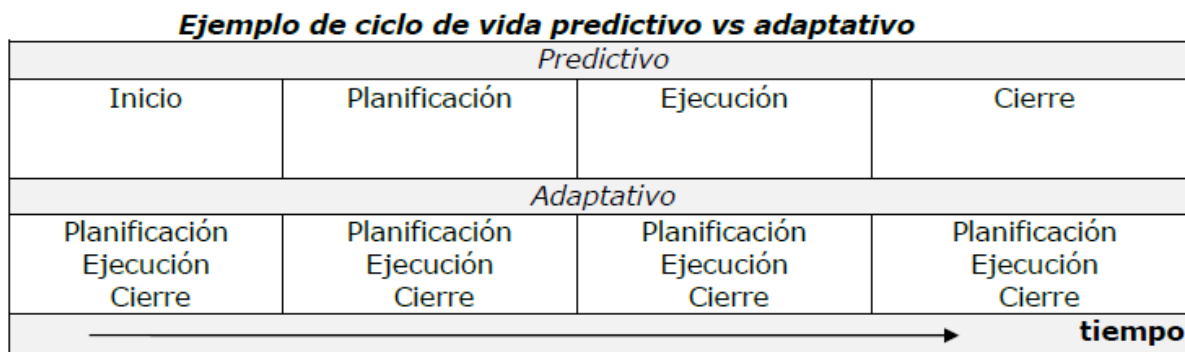 Ejemplo de ciclo de vida predictivo vs adaptativo
Predictivo
Inicio Planificación Ejecución Cierre
Adaptativo
Planificación Planificación Planificación Planificación
Ejecución Ejecución Ejecución Ejecución
Cierre Cierre Cierre Cierre
tiempo